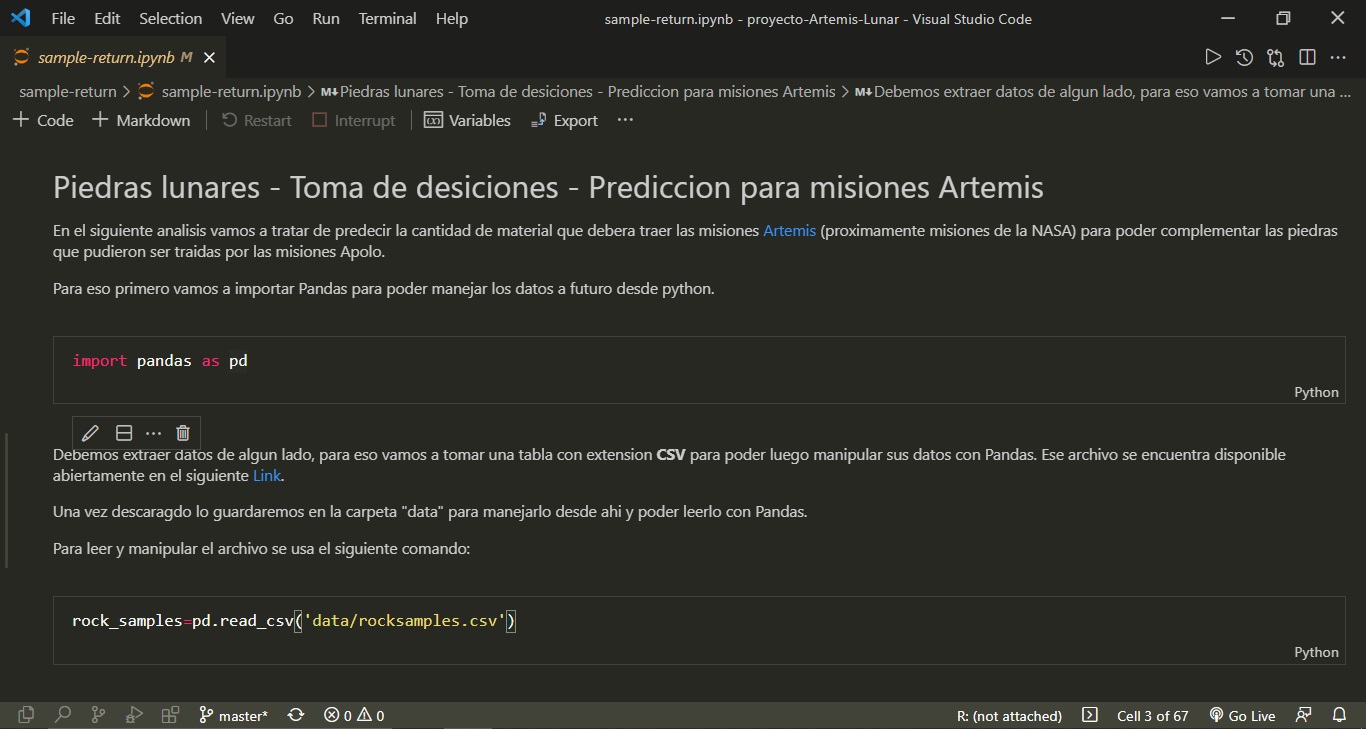 File Edit Selection View Go Run Terminal Help sample-return.ipynb - proyecto-Artemis-Lunar - Visual Studio Code
sample-return.ipynb M
sample-return > sample-return.ipynb > M↓Piedras lunares - Toma de desiciones - Prediccion para misiones Artemis > M↓Debemos extraer datos de algun lado, para eso vamos a tomar una ...
+ Code + Markdown Restart Interrupt Variables Export ...
Piedras lunares - Toma de desiciones - Prediccion para misiones Artemis
En el siguiente analisis vamos a tratar de predecir la cantidad de material que debera traer las misiones Artemis (proximamente misiones de la NASA) para poder complementar las piedras
que pudieron ser traidas por las misiones Apolo.
Para eso primero vamos a importar Pandas para poder manejar los datos a futuro desde python.
import pandas as pd
Python
Debemos extraer datos de algun lado, para eso vamos a tomar una tabla con extension CSV para poder luego manipular sus datos con Pandas. Ese archivo se encuentra disponible
abiertamente en el siguiente Link.
Una vez descaragdo lo guardaremos en la carpeta "data" para manejarlo desde ahi y poder leerlo con Pandas.
Para leer y manipular el archivo se usa el siguiente comando:
rock_samples=pd.read_csv('data/rocksamples.csv')
Python
master* 0 0 R: (not attached) Cell 3 of 67 Go Live